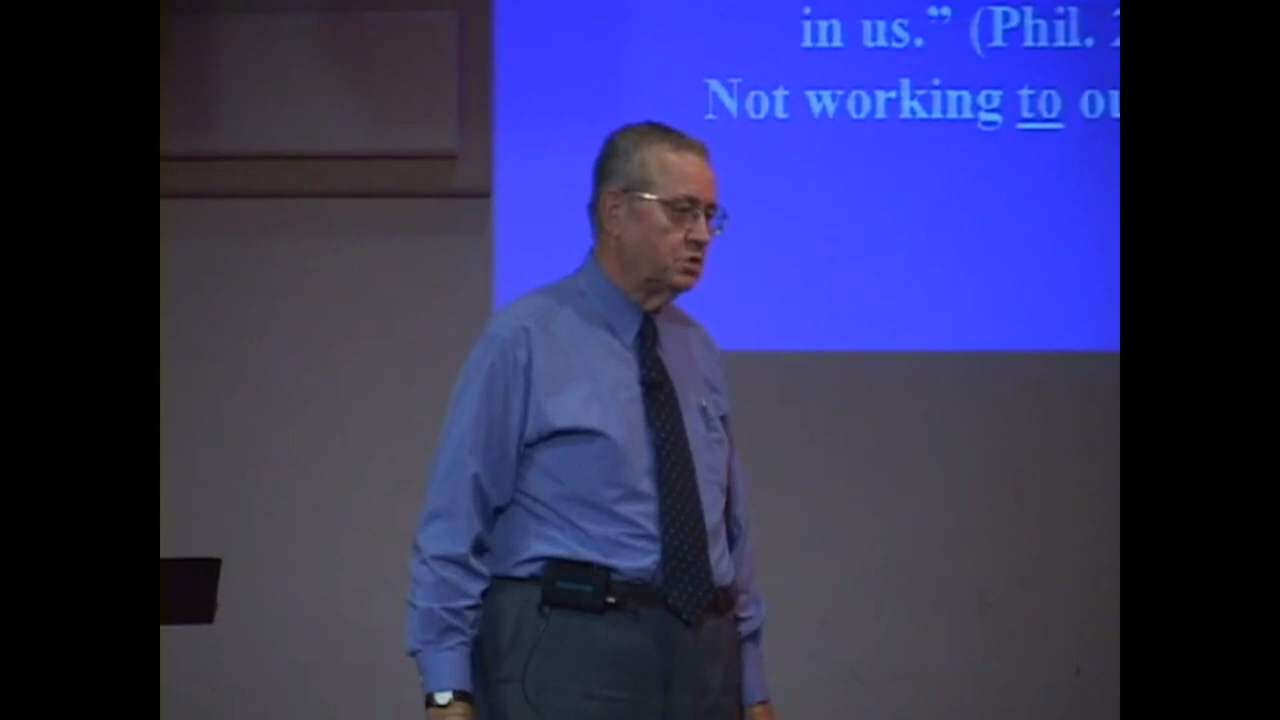 in us.” (Phil.
Not working to